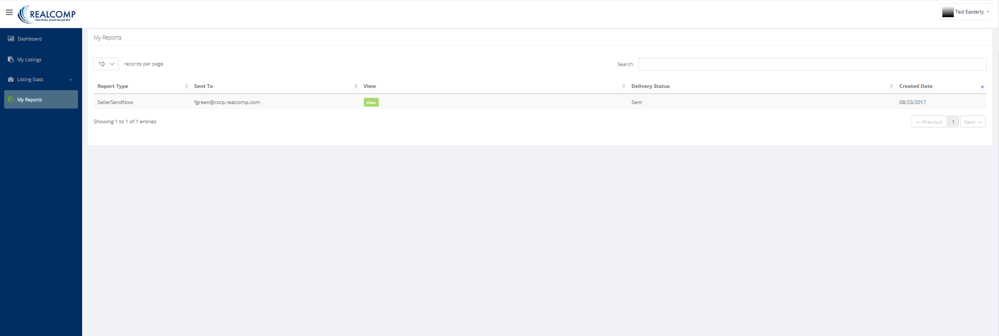 REALCOMP
Data-driven, Results-focused MLS
Ted Easterly
Dashboard
My Listings
Listing Stats +
My Reports
My Reports
10 records per page
Search:
Report Type Sent To View Delivery Status Created Date
SellerSendNow fgreen@corp.realcomp.com View Sent 08/23/2017
Showing 1 to 1 of 1 entries
← Previous 1 Next →